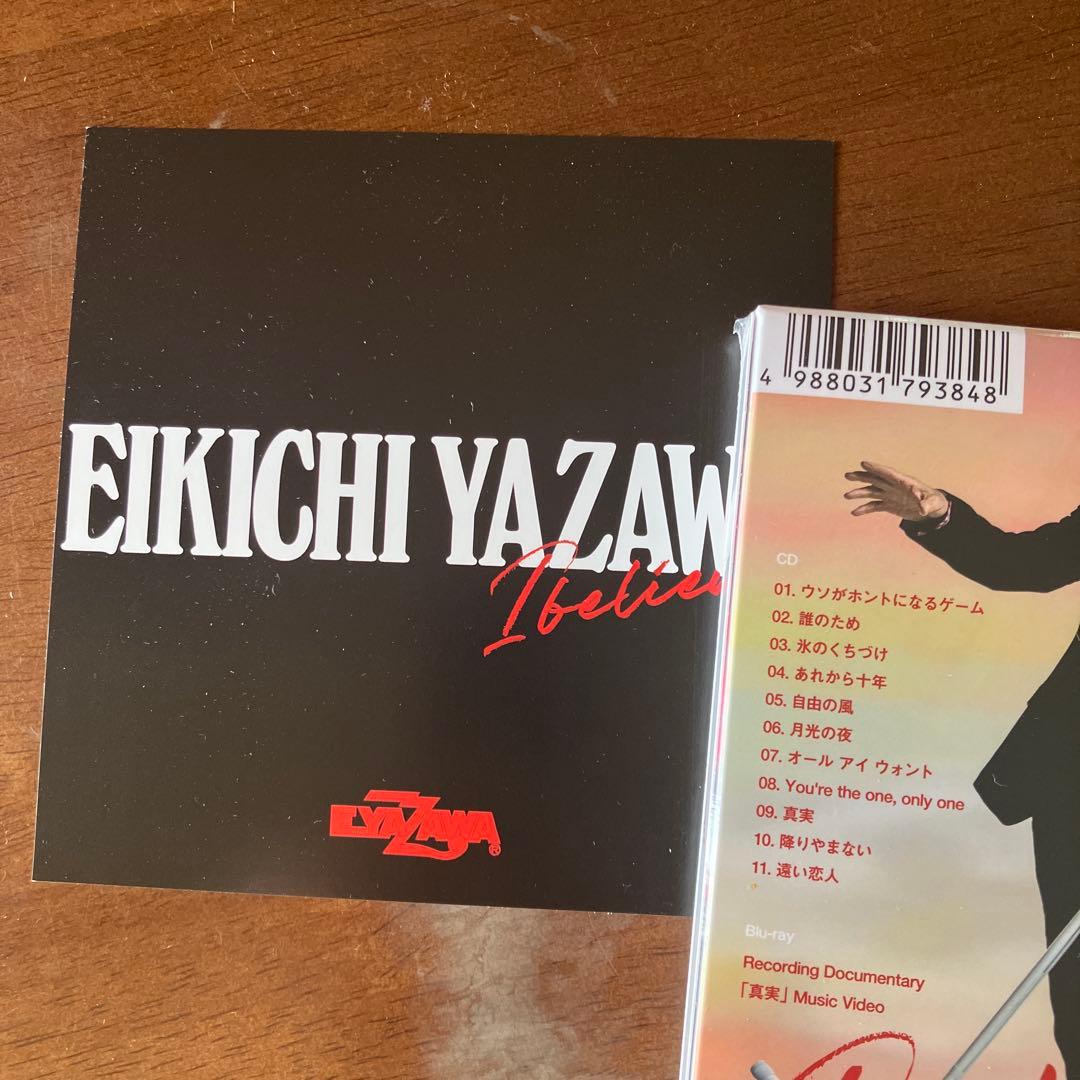 EIKICHI YAZAW
I believ
E.YAZAWA®
4 988031 793848
CD
01. ウソがホントになるゲーム
02. 誰のため
03. 氷のくちづけ
04. あれから十年
05. 自由の風
06. 月光の夜
07. オール アイ ウォント
08. You're the one, only one
09. 真実
10. 降りやまない
11. 遠い恋人
Blu-ray
Recording Documentary
「真実」Music Video